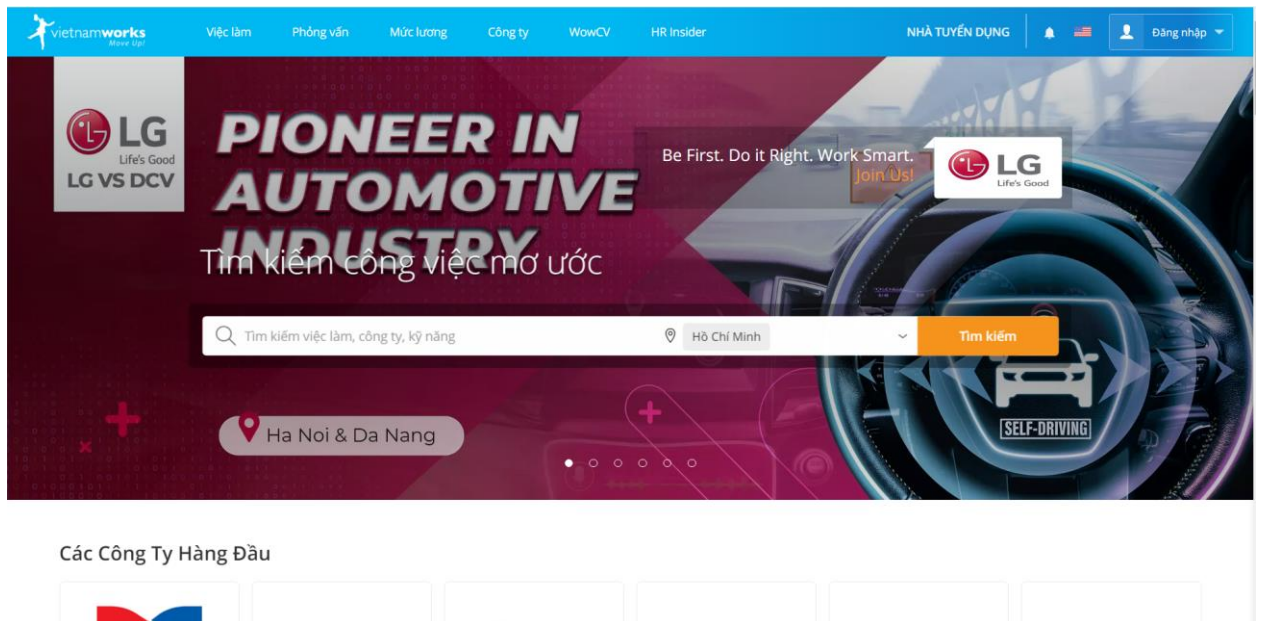 vietnamworks
Move Up!
Việc làm
Phỏng vấn
Mức lương
Công ty
WowCV
HR Insider
NHÀ TUYỂN DỤNG
Đăng nhập
LG
Life's Good
LG VS DCV
PIONEER IN
AUTOMOTIVE
INDUSTRY
Be First. Do it Right. Work Smart.
Join Us!
LG
Life's Good
Tìm kiếm công việc mơ ước
Tìm kiếm việc làm, công ty, kỹ năng
Hồ Chí Minh
Tìm kiếm
Ha Noi & Da Nang
SELF-DRIVING
Các Công Ty Hàng Đầu